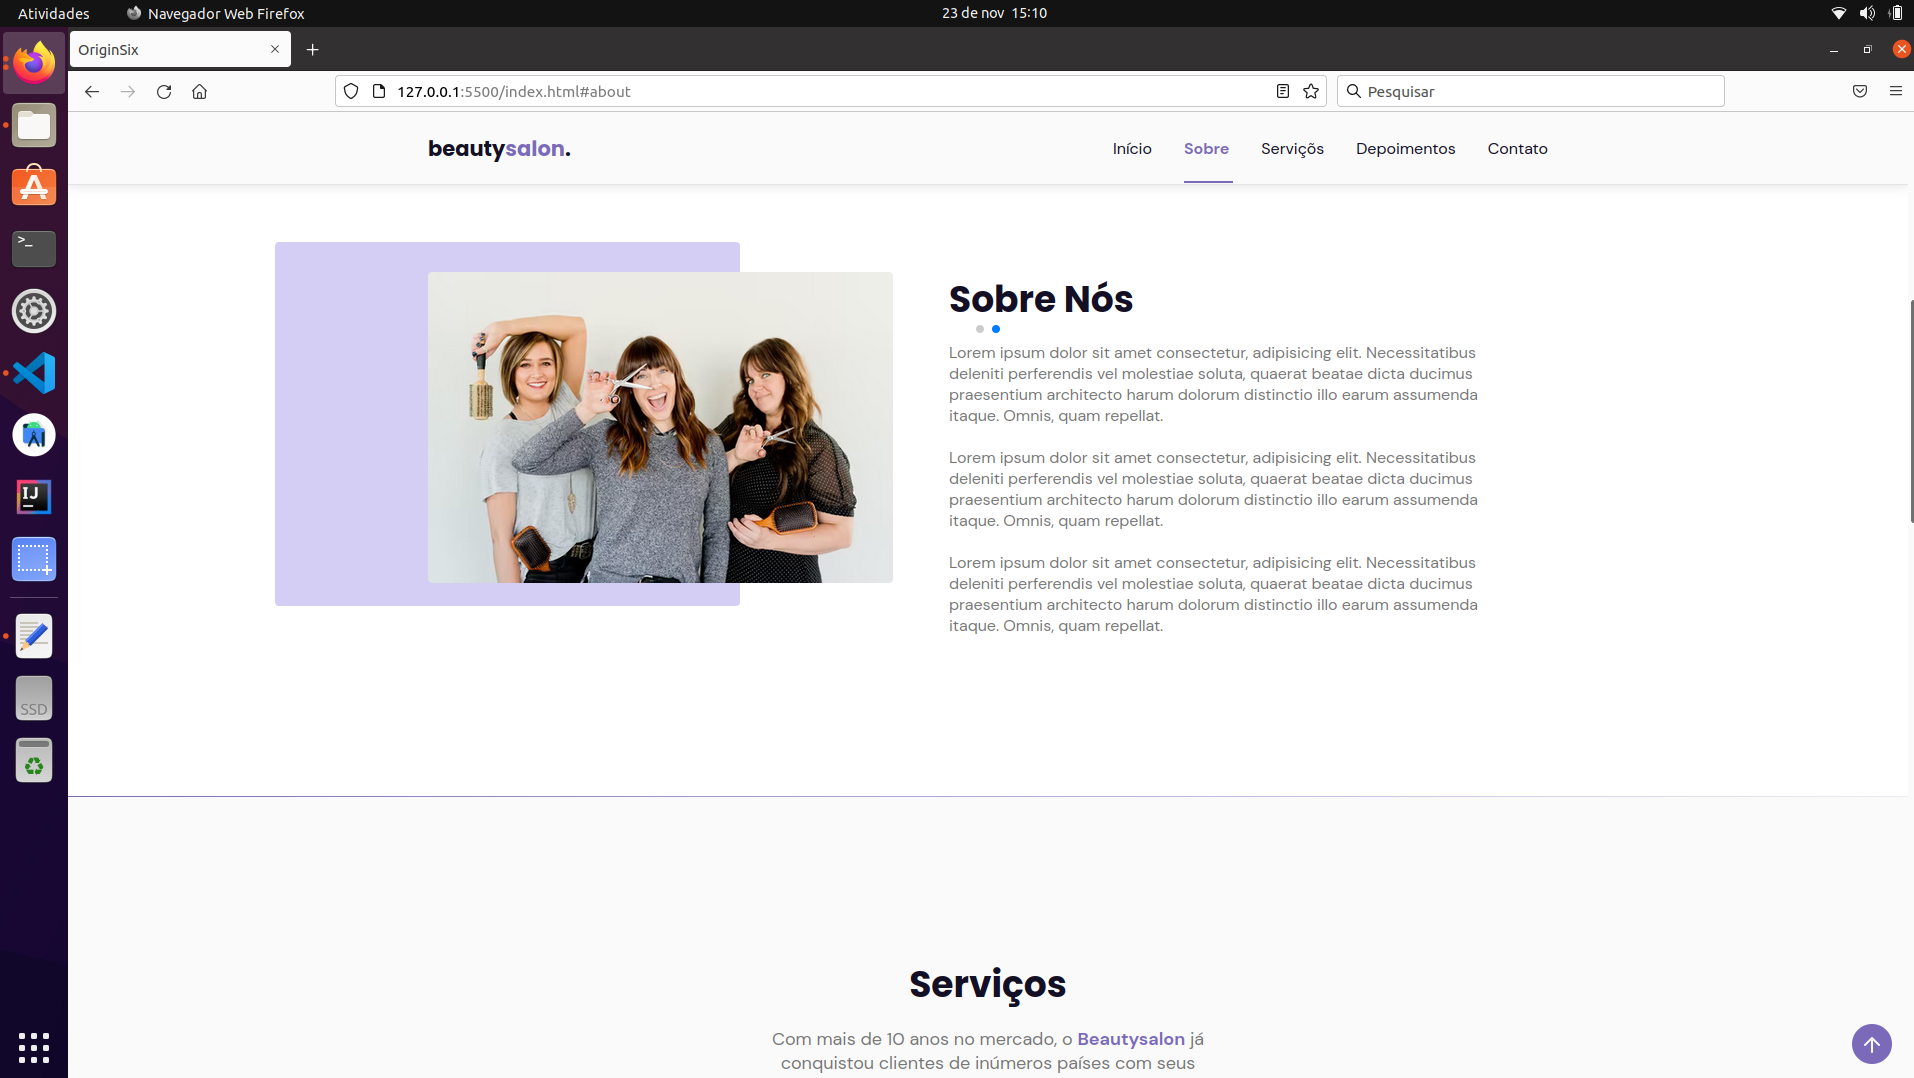 Atividades
Navegador Web Firefox
23 de nov 15:10
OriginSix
127.0.0.1:5500/index.html#about
Pesquisar
beautysalon.
Início
Sobre
Serviçõs
Depoimentos
Contato
Sobre Nós
Lorem ipsum dolor sit amet consectetur, adipisicing elit. Necessitatibus
deleniti perferendis vel molestiae soluta, quaerat beatae dicta ducimus
praesentium architecto harum dolorum distinctio illo earum assumenda
itaque. Omnis, quam repellat.
Lorem ipsum dolor sit amet consectetur, adipisicing elit. Necessitatibus
deleniti perferendis vel molestiae soluta, quaerat beatae dicta ducimus
praesentium architecto harum dolorum distinctio illo earum assumenda
itaque. Omnis, quam repellat.
Lorem ipsum dolor sit amet consectetur, adipisicing elit. Necessitatibus
deleniti perferendis vel molestiae soluta, quaerat beatae dicta ducimus
praesentium architecto harum dolorum distinctio illo earum assumenda
itaque. Omnis, quam repellat.
IJ
SSD
Serviços
Com mais de 10 anos no mercado, o Beautysalon já
conquistou clientes de inúmeros países com seus